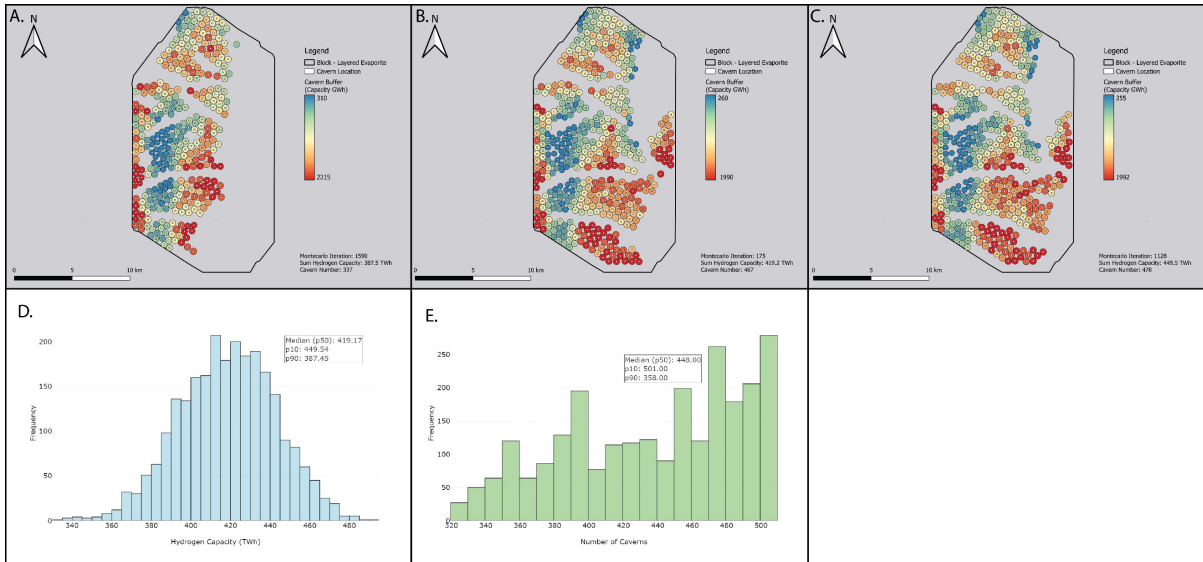 A.
N
Legend
Block - Layered Evaporite
Cavern Location
Cavern Buffer
(Capacity GWh)
310
2215
Montecarlo Iteration: 1590
Sum Hydrogen Capacity: 387.5 TWh
Cavern Number: 337
0 5 10 km
B.
N
Legend
Block - Layered Evaporite
Cavern Location
Cavern Buffer
(Capacity GWh)
260
1990
Montecarlo Iteration: 175
Sum Hydrogen Capacity: 419.2 TWh
Cavern Number: 467
0 5 10 km
C.
N
Legend
Block - Layered Evaporite
Cavern Location
Cavern Buffer
(Capacity GWh)
255
1992
Montecarlo Iteration: 1128
Sum Hydrogen Capacity: 449.5 TWh
Cavern Number: 478
0 5 10 km
D.
Median (p50): 419.17
p10: 449.54
p90: 387.45
200
150
100
50
0
Frequency
340 360 380 400 420 440 460 480
Hydrogen Capacity (TWh)
E.
Median (p50): 448.00
p10: 501.00
p90: 358.00
250
200
150
100
50
0
Frequency
320 340 360 380 400 420 440 460 480 500
Number of Caverns